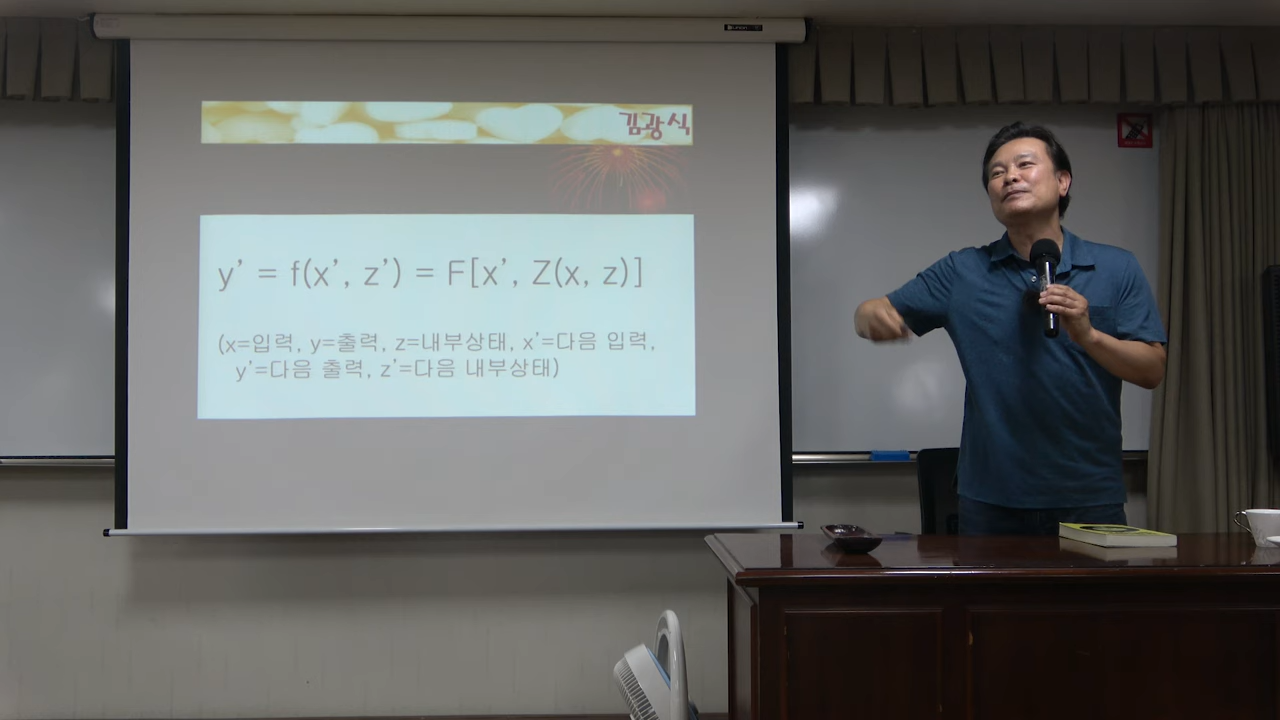 김광식
y' = f(x', z') = F[x', Z(x, z)]
(x=입력, y=출력, z=내부상태, x'=다음 입력,
y'=다음 출력, z'=다음 내부상태)